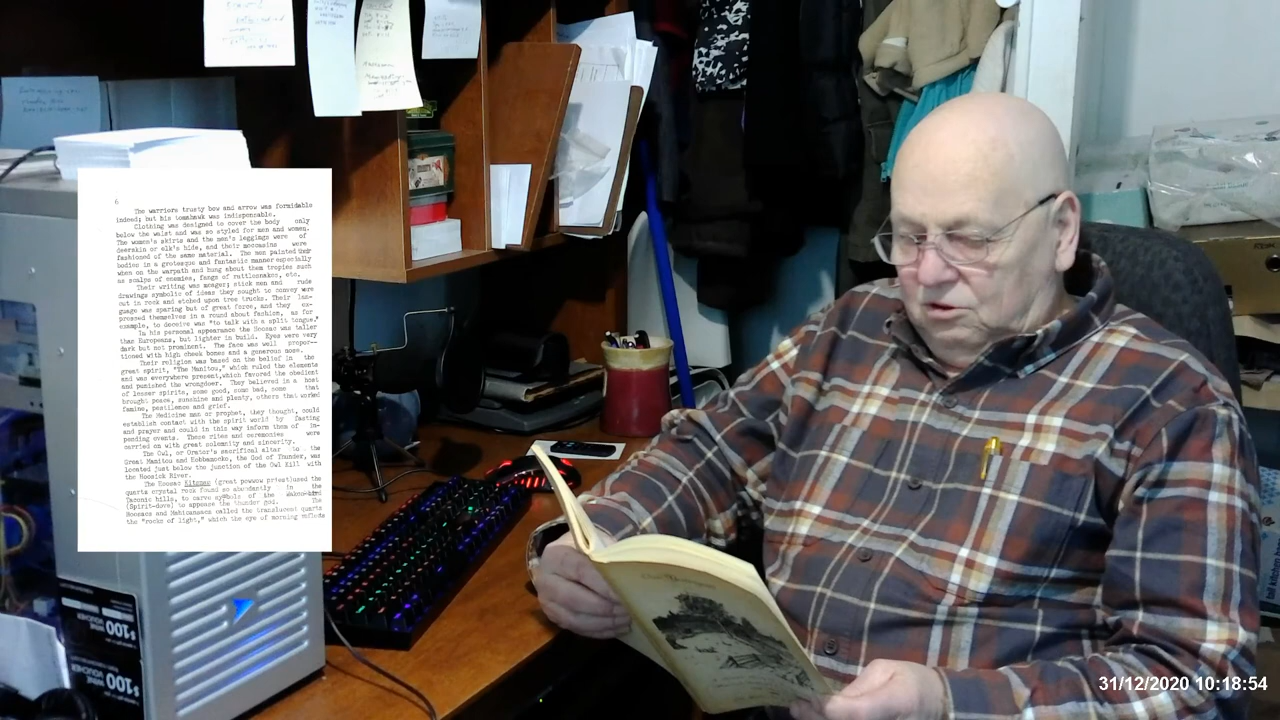 6
The warriors trusty bow and arrow was formidable
indeed; but his tomahawk was indispensable.
Clothing was designed to cover the body only
below the waist and was so styled for men and women.
The women's skirts and the men's leggings were of
deerskin or elk's hide, and their moccasins were
fashioned of the same material. The men painted their
bodies in a grotesque and fantastic manner especially
when on the warpath and hung about them tropies such
as scalps of enemies, fangs of rattlesnakes, etc.
Their writing was meager; stick men and rude
drawings symbolic of ideas they sought to convey were
cut in rock and etched upon tree trucks. Their lan-
guage was sparing but of great force, and they ex-
pressed themselves in a round about fashion, as for
example, to deceive was "to talk with a split tongue."
In his personal appearance the Hoosac was taller
than Europeans, but lighter in build. Eyes were very
dark but not prominent. The face was well propor--
tioned with high cheek bones and a generous nose.
Their religion was based on the belief in the
great spirit, "The Manitou," which ruled the elements
and was everywhere present, which favored the obedient
and punished the wrongdoer. They believed in a host
of lesser spirits, some good, some bad, some that
brought peace, sunshine and plenty, others that worked
famine, pestilence and grief.
The Medicine man or prophet, they thought, could
establish contact with the spirit world by fasting
and prayer and could in this way inform them of im-
pending events. These rites and ceremonies were
carried on with great solemnity and sincerity.
The Owl, or Orator's sacrificial altar to the
Great Manitou and Hobbamocko, the God of Thunder, was
located just below the junction of the Owl Kill with
the Hoosick River.
The Hoosac Kitznac (great powwow priest) used the
quartz crystal rock found so abundantly in the
Taconic hills, to carve symbols of the Wakon-bird
(Spirit-dove) to appease the thunder god. The
Hoosacs and Mahicansacs called the translucent quartz
the "rocks of light," which the eye of morning reflects
$100
WINE
VOUCHER
$100
WINE
31/12/2020 10:18:54